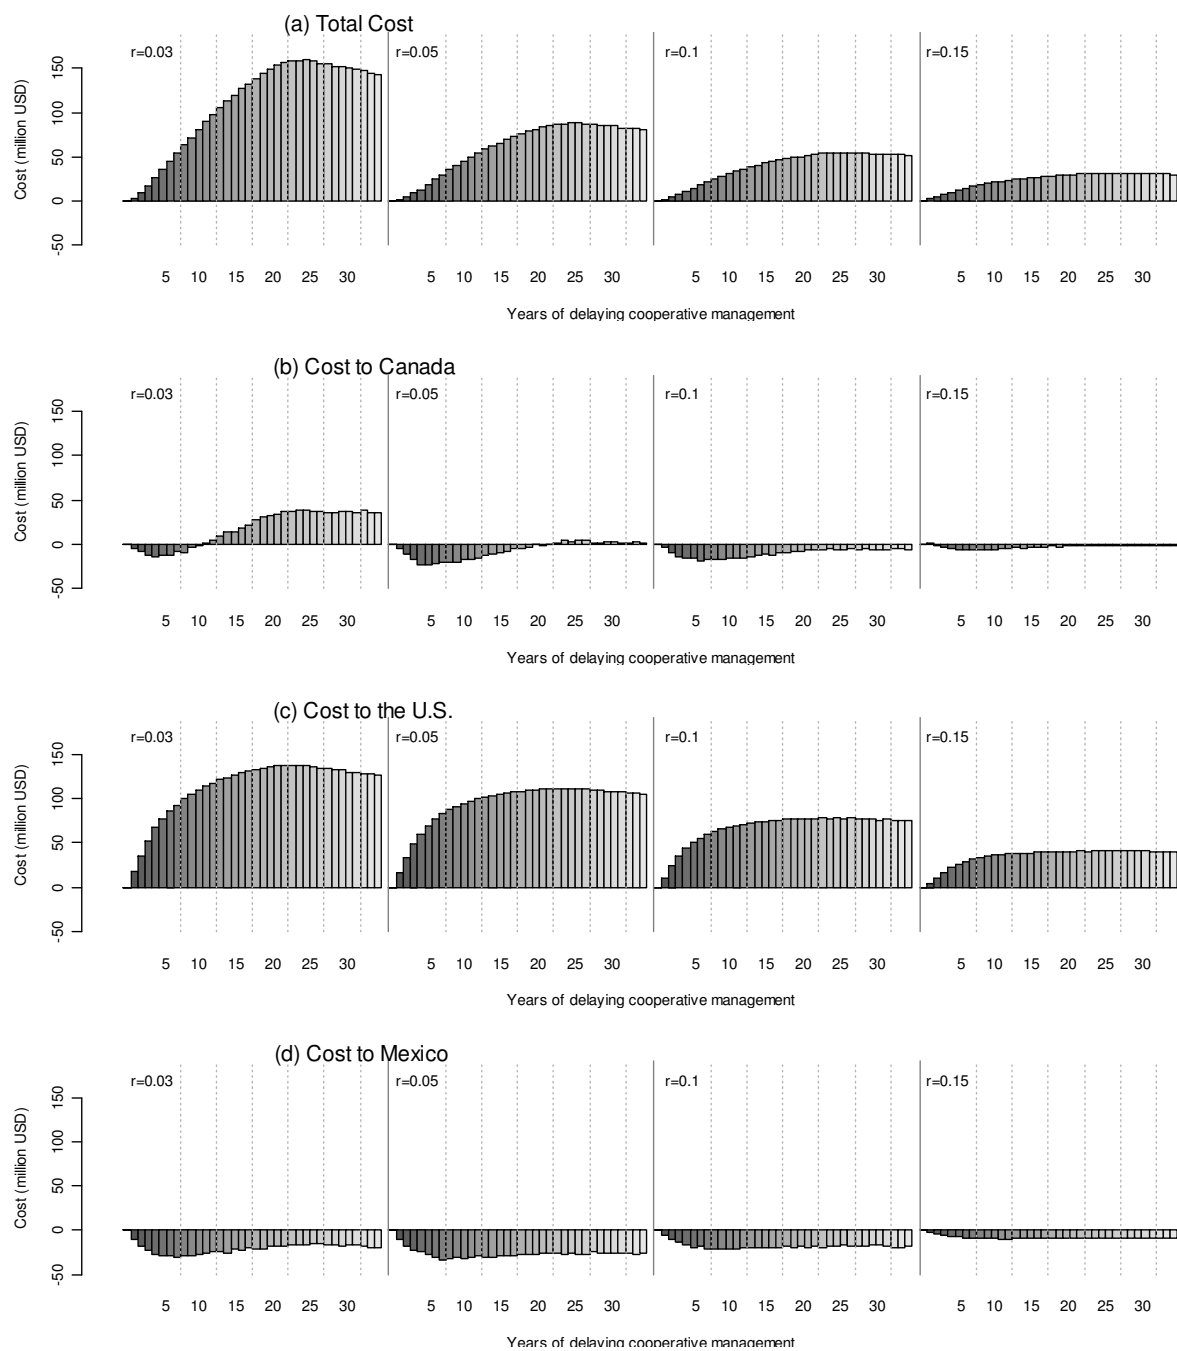 (a) Total Cost
r=0.03 r=0.05 r=0.1 r=0.15
Cost (million USD)
150
100
50
0
-50
5 10 15 20 25 30 5 10 15 20 25 30 5 10 15 20 25 30 5 10 15 20 25 30
Years of delaying cooperative management
(b) Cost to Canada
r=0.03 r=0.05 r=0.1 r=0.15
Cost (million USD)
150
100
50
0
-50
5 10 15 20 25 30 5 10 15 20 25 30 5 10 15 20 25 30 5 10 15 20 25 30
Years of delaying cooperative management
(c) Cost to the U.S.
r=0.03 r=0.05 r=0.1 r=0.15
Cost (million USD)
150
100
50
0
-50
5 10 15 20 25 30 5 10 15 20 25 30 5 10 15 20 25 30 5 10 15 20 25 30
Years of delaying cooperative management
(d) Cost to Mexico
r=0.03 r=0.05 r=0.1 r=0.15
Cost (million USD)
150
100
50
0
-50
5 10 15 20 25 30 5 10 15 20 25 30 5 10 15 20 25 30 5 10 15 20 25 30
Years of delaying cooperative management